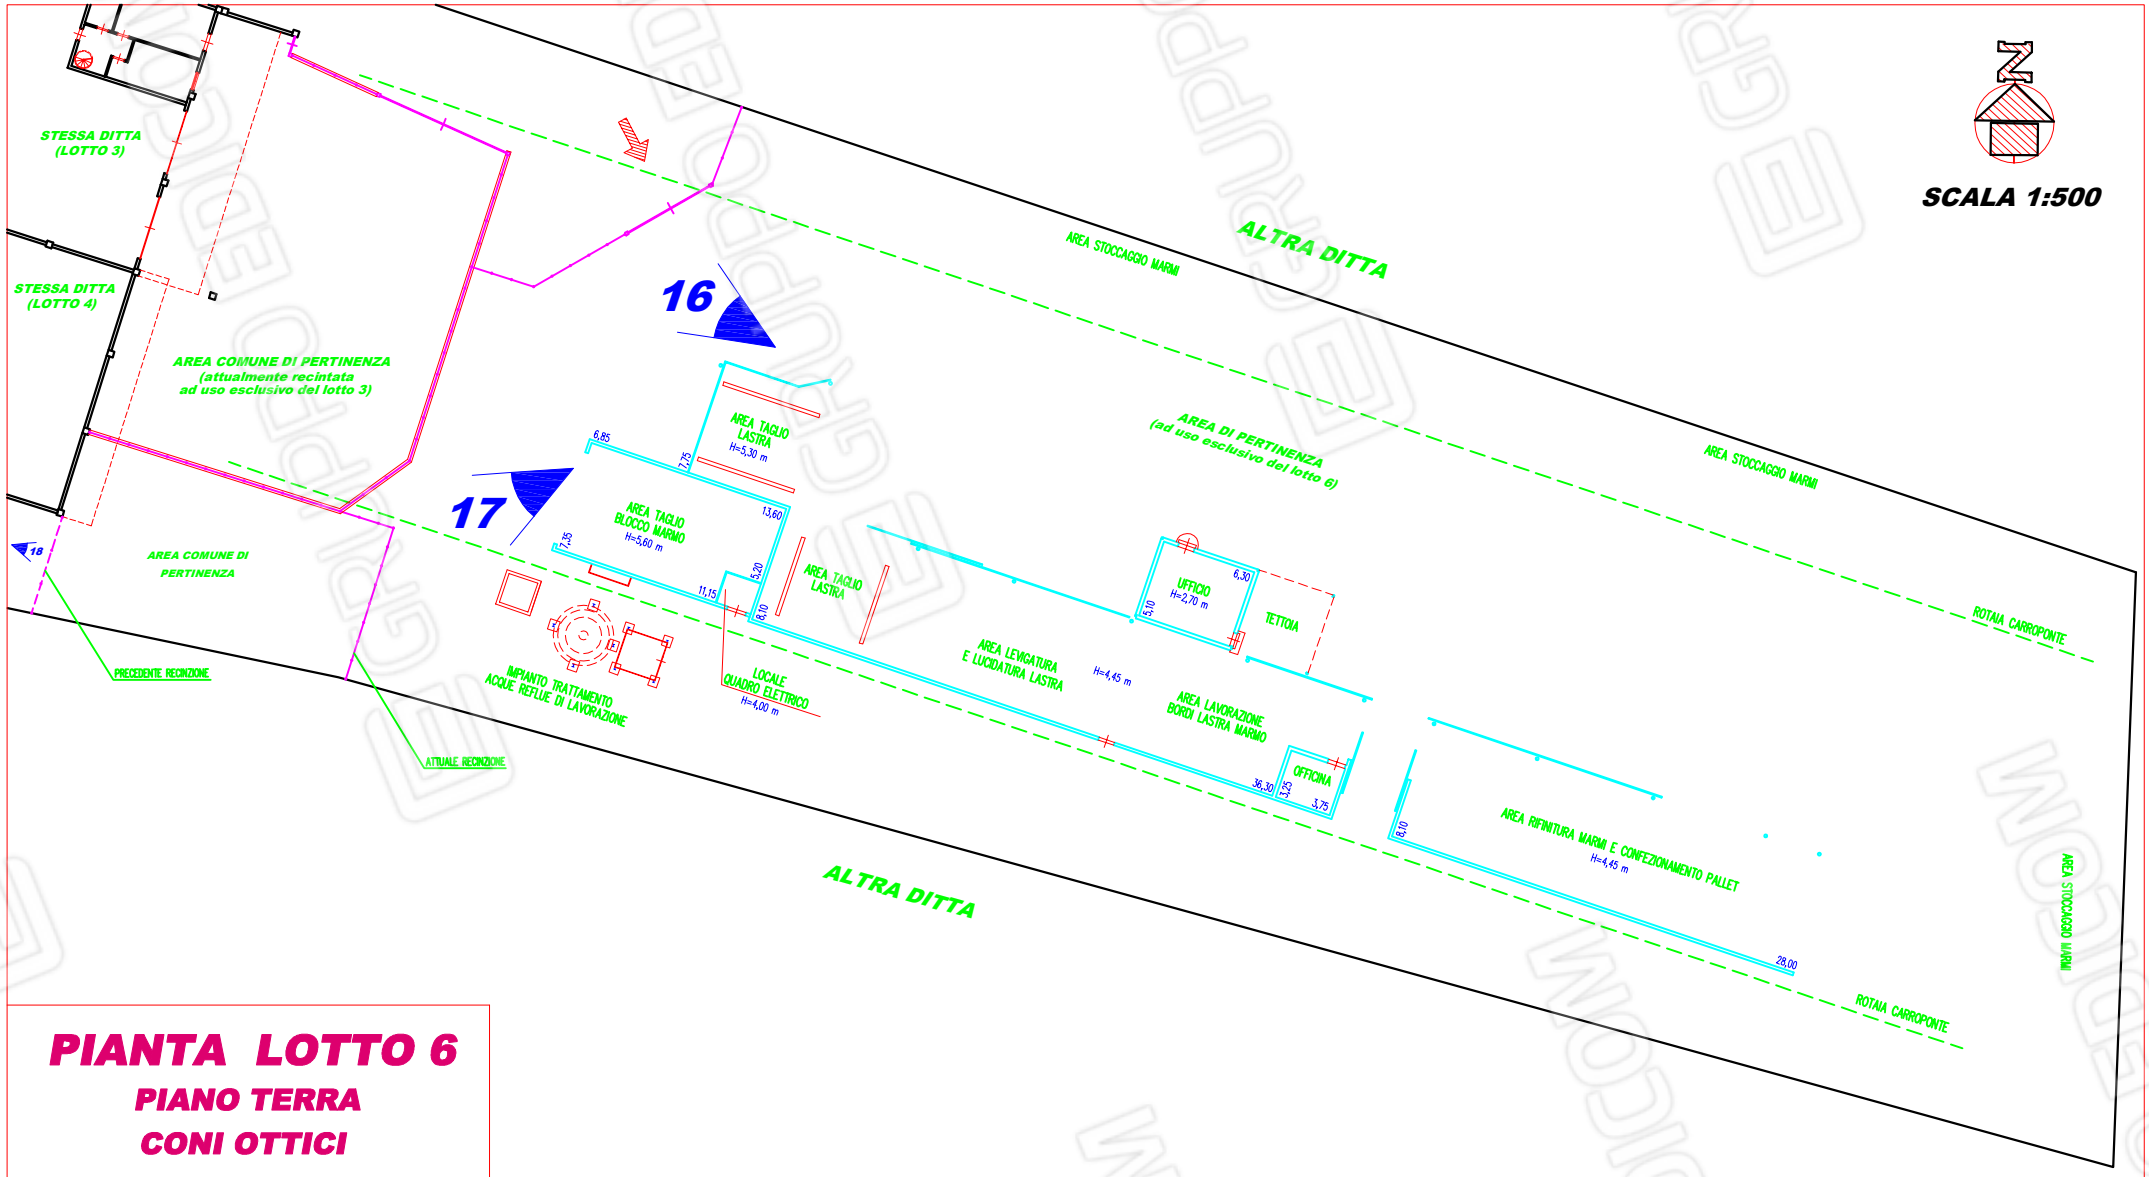 N
SCALA 1:500
STESSA DITTA
(LOTTO 3)
STESSA DITTA
(LOTTO 4)
AREA COMUNE DI PERTINENZA
(attualmente recintata
ad uso esclusivo del lotto 3)
ALTRA DITTA
AREA STOCCAGGIO MARMI
16
AREA TAGLIO
LASTRA
H=5,30 m
6,85
7,75
AREA DI PERTINENZA
(ad uso esclusivo del lotto 6)
AREA STOCCAGGIO MARMI
17
AREA TAGLIO
BLOCCO MARMO
H=5,60 m
13,60
7,35
5,20
11,15
8,10
AREA TAGLIO
LASTRA
18
AREA COMUNE DI
PERTINENZA
UFFICIO
H=2,70 m
6,30
5,10
TETTOIA
ROTAIA CARROPONTE
PRECEDENTE RECINZIONE
IMPIANTO TRATTAMENTO
ACQUE REFLUE DI LAVORAZIONE
LOCALE
QUADRO ELETTRICO
H=4,00 m
AREA LEVIGATURA
E LUCIDATURA LASTRA
H=4,45 m
AREA LAVORAZIONE
BORDI LASTRA MARMO
ATTUALE RECINZIONE
OFFICINA
36,30
3,25
3,75
8,10
AREA RIFINITURA MARMI E CONFEZIONAMENTO PALLET
H=4,45 m
28,00
AREA STOCCAGGIO MARMI
ALTRA DITTA
ROTAIA CARROPONTE
PIANTA LOTTO 6
PIANO TERRA
CONI OTTICI